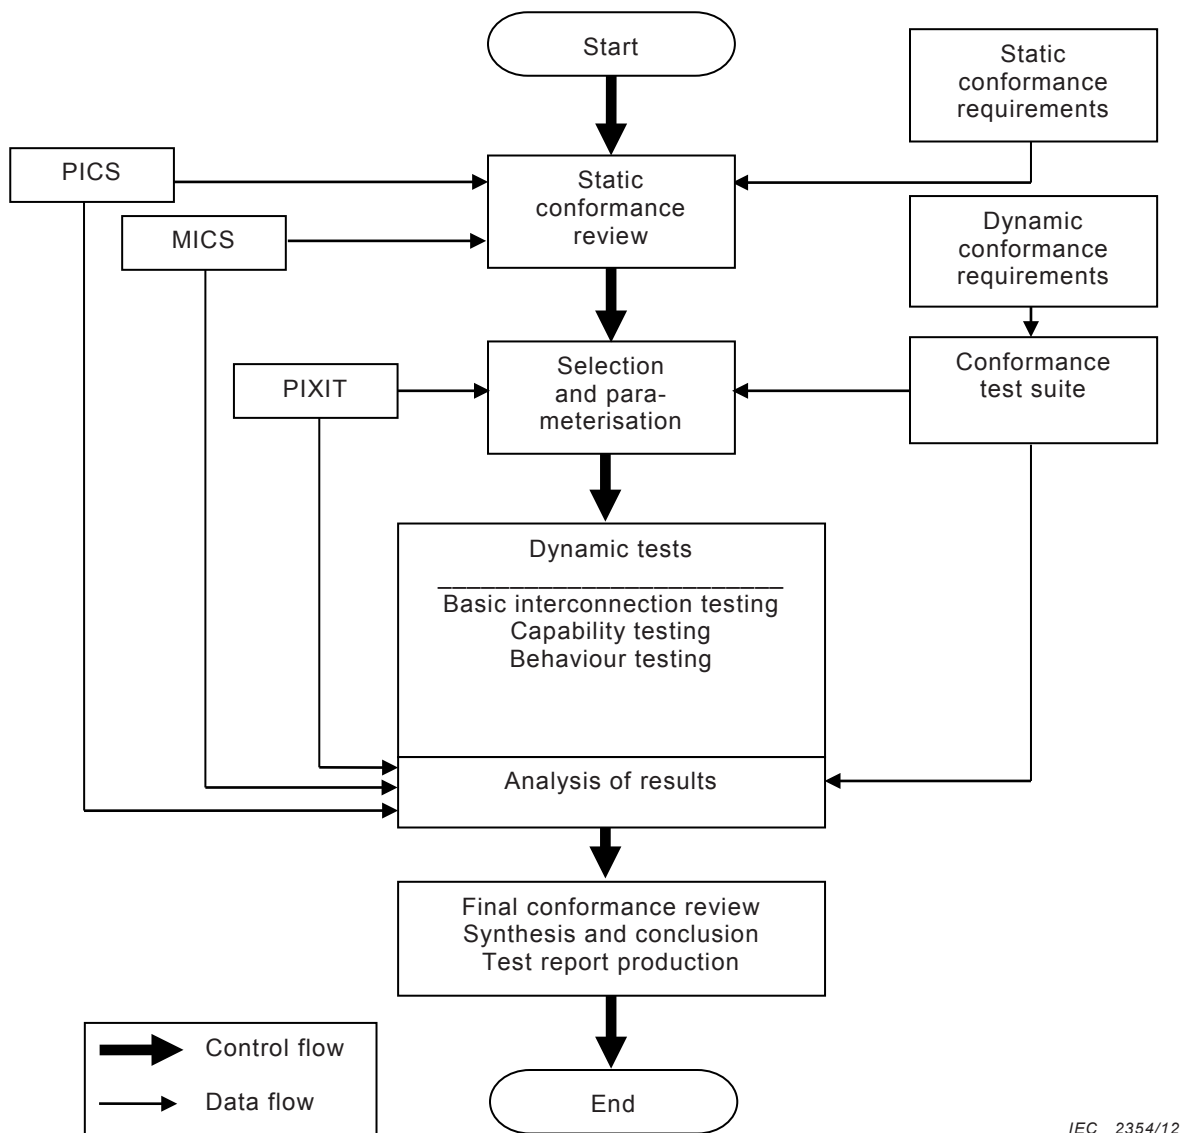 Start
Static
conformance
requirements
PICS
Static
conformance
review
MICS
Dynamic
conformance
requirements
Selection
and para-
meterisation
PIXIT
Conformance
test suite
Dynamic tests
Basic interconnection testing
Capability testing
Behaviour testing
Analysis of results
Final conformance review
Synthesis and conclusion
Test report production
Control flow
Data flow
End
IEC 2354/12